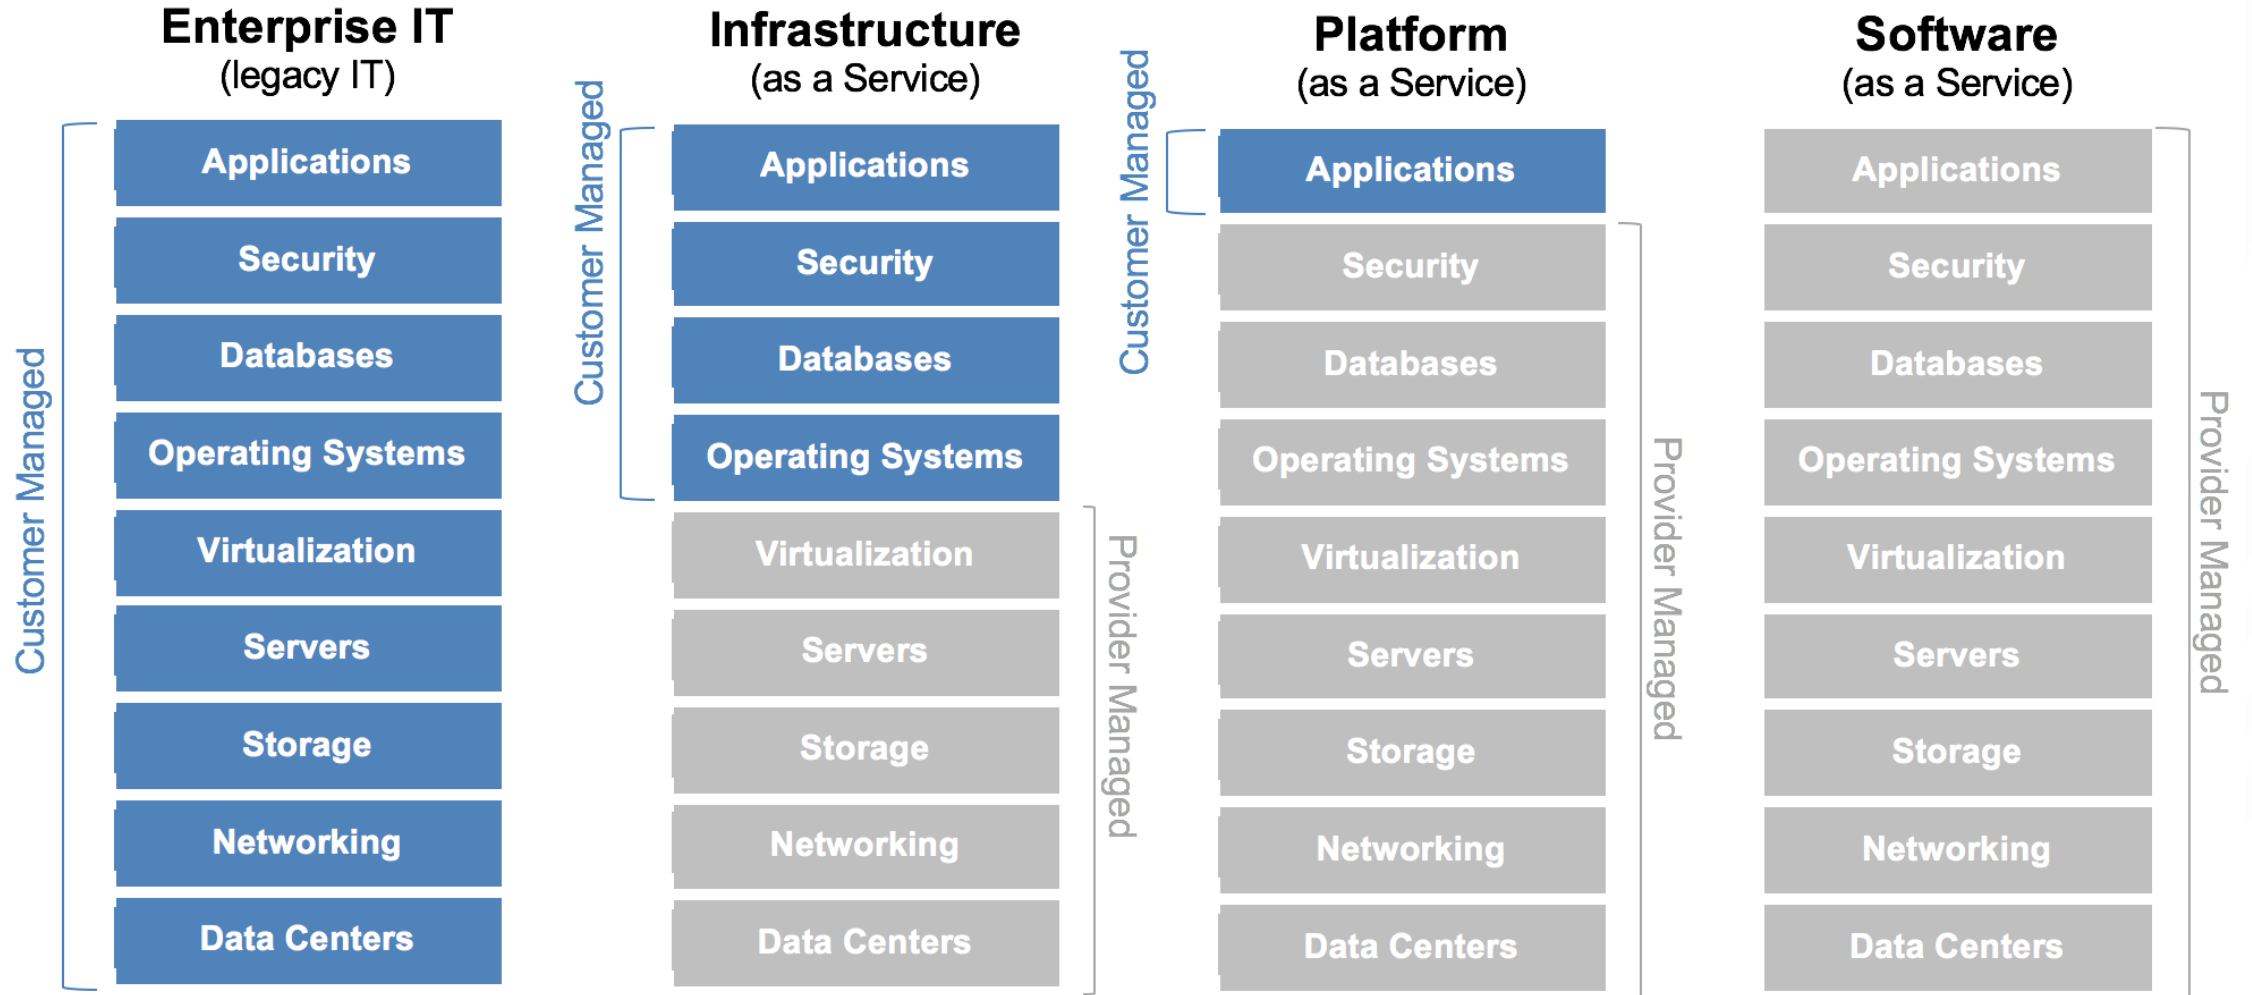 Enterprise IT
(legacy IT)
Customer Managed
Applications
Security
Databases
Operating Systems
Virtualization
Servers
Storage
Networking
Data Centers
Infrastructure
(as a Service)
Customer Managed
Applications
Security
Databases
Operating Systems
Virtualization
Servers
Storage
Networking
Data Centers
Provider Managed
Platform
(as a Service)
Customer Managed
Applications
Security
Databases
Operating Systems
Virtualization
Servers
Storage
Networking
Data Centers
Provider Managed
Software
(as a Service)
Applications
Security
Databases
Operating Systems
Virtualization
Servers
Storage
Networking
Data Centers
Provider Managed